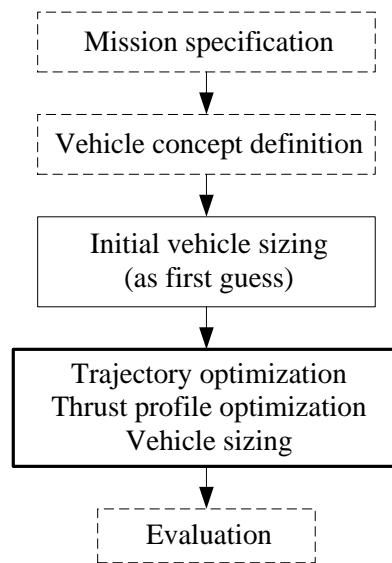 Mission specification
Vehicle concept definition
Initial vehicle sizing
(as first guess)
Trajectory optimization
Thrust profile optimization
Vehicle sizing
Evaluation